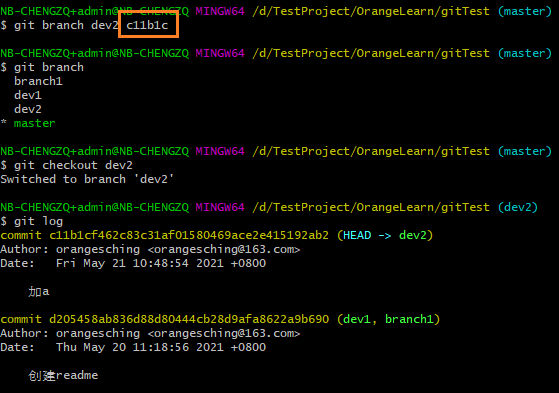 NB-CHENGZQ+admin@NB-CHENGZQ MINGW64 /d/TestProject/OrangeLearn/gitTest (master)
$ git branch dev2 c11b1c
NB-CHENGZQ+admin@NB-CHENGZQ MINGW64 /d/TestProject/OrangeLearn/gitTest (master)
$ git branch
  branch1
  dev1
  dev2
* master
NB-CHENGZQ+admin@NB-CHENGZQ MINGW64 /d/TestProject/OrangeLearn/gitTest (master)
$ git checkout dev2
Switched to branch 'dev2'
NB-CHENGZQ+admin@NB-CHENGZQ MINGW64 /d/TestProject/OrangeLearn/gitTest (dev2)
$ git log
commit c11b1cf462c83c31af01580469ace2e415192ab2 (HEAD -> dev2)
Author: orangesching <orangesching@163.com>
Date:   Fri May 21 10:48:54 2021 +0800
    加a
commit d205458ab836d88d80444cb28d9afa8622a9b690 (dev1, branch1)
Author: orangesching <orangesching@163.com>
Date:   Thu May 20 11:18:56 2021 +0800
    创建readme